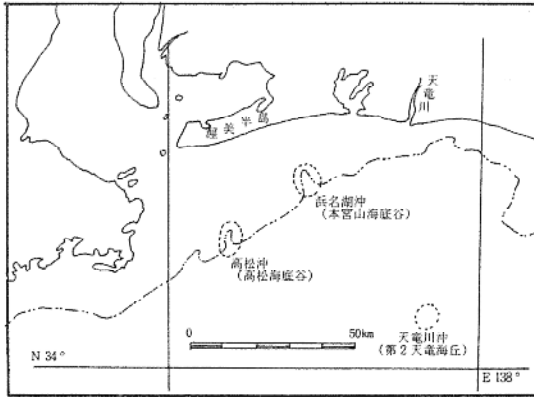 天竜川
渥美半島
浜名湖沖
(本宮山海底谷)
高松沖
(高松海底谷)
0 50km
天竜川沖
(第2天竜海丘)
N 34°
E 138°